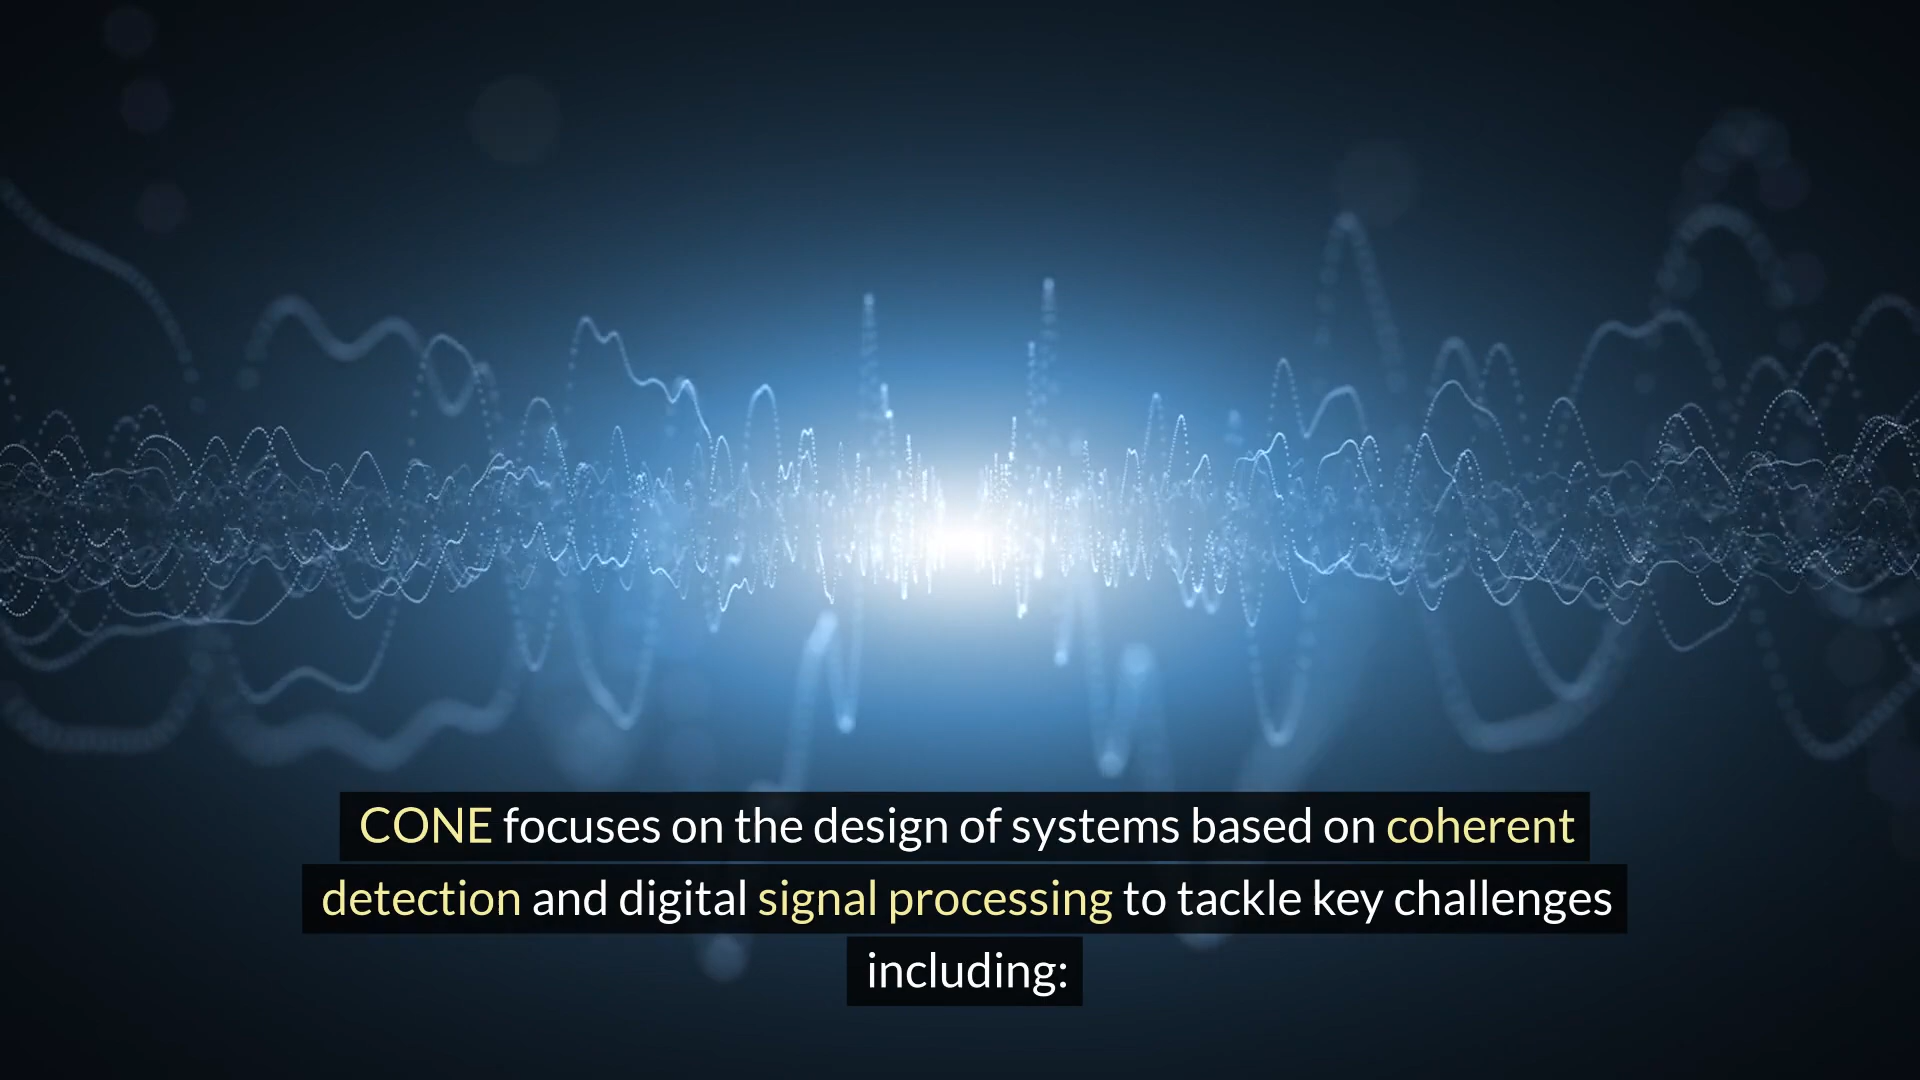 CONE focuses on the design of systems based on coherent
detection and digital signal processing to tackle key challenges
including: